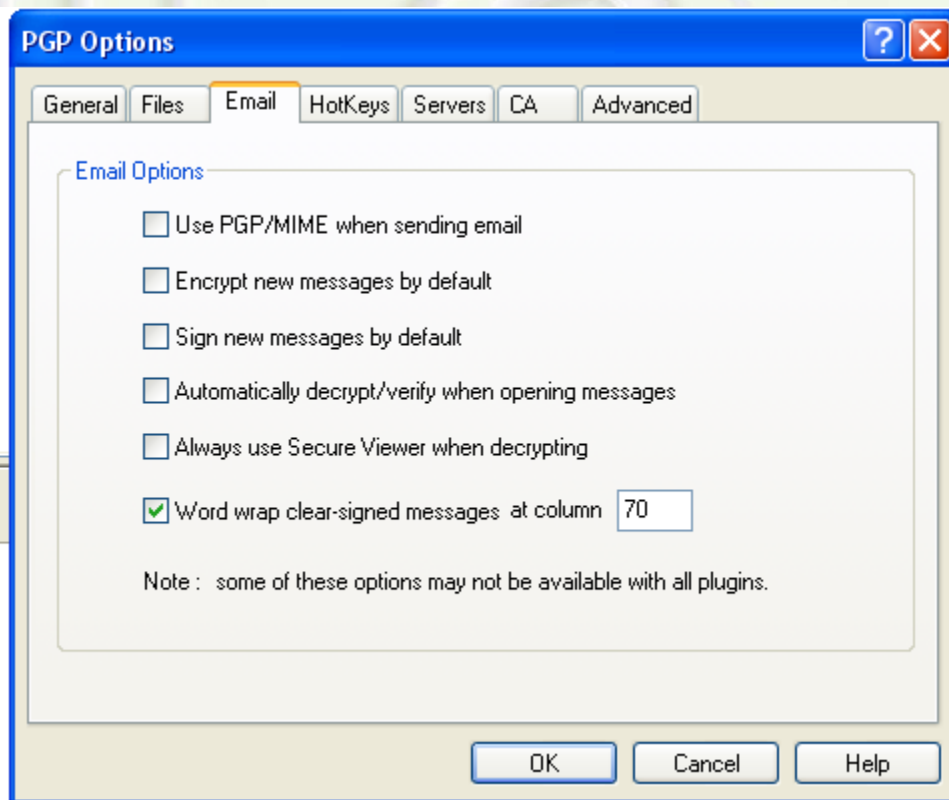 PGP Options
General Files Email HotKeys Servers CA Advanced
Email Options
Use PGP/MIME when sending email
Encrypt new messages by default
Sign new messages by default
Automatically decrypt/verify when opening messages
Always use Secure Viewer when decrypting
Word wrap clear-signed messages at column 70
Note : some of these options may not be available with all plugins.
OK Cancel Help